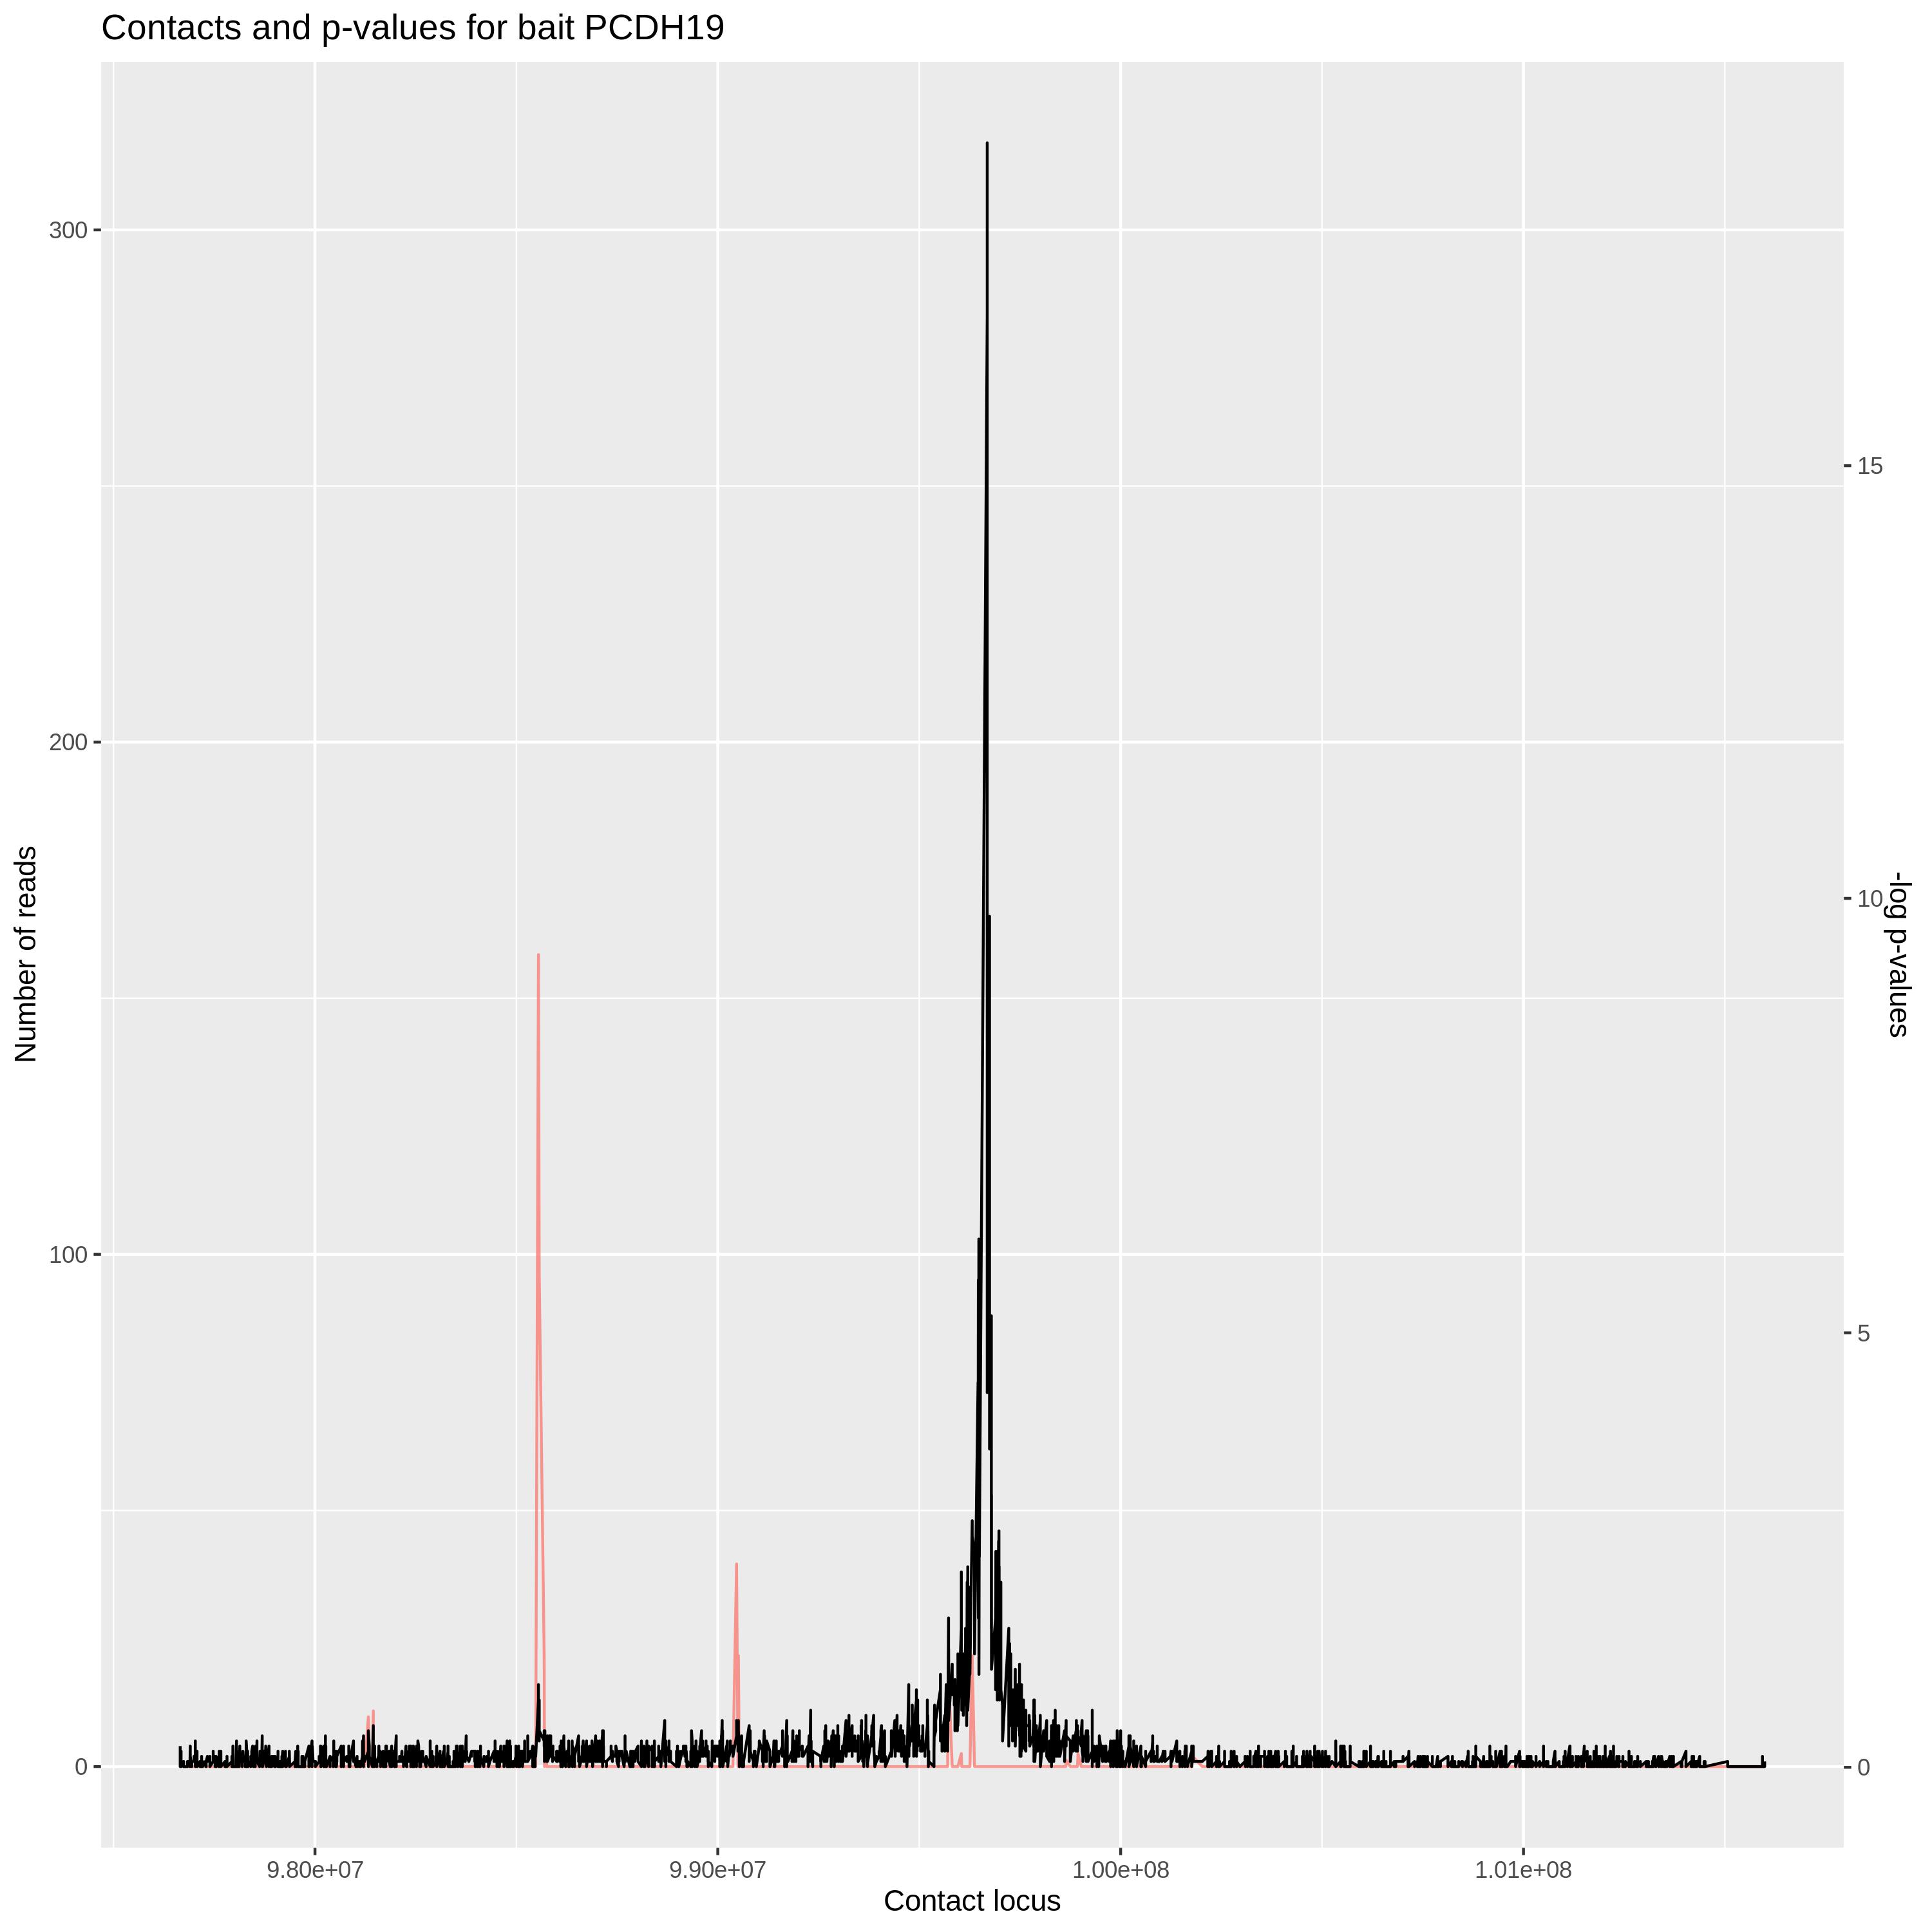 Contacts and p-values for bait PCDH19
300
200
100
0
Number of reads
15
10
5
0
-log p-values
9.80e+07
9.90e+07
1.00e+08
1.01e+08
Contact locus